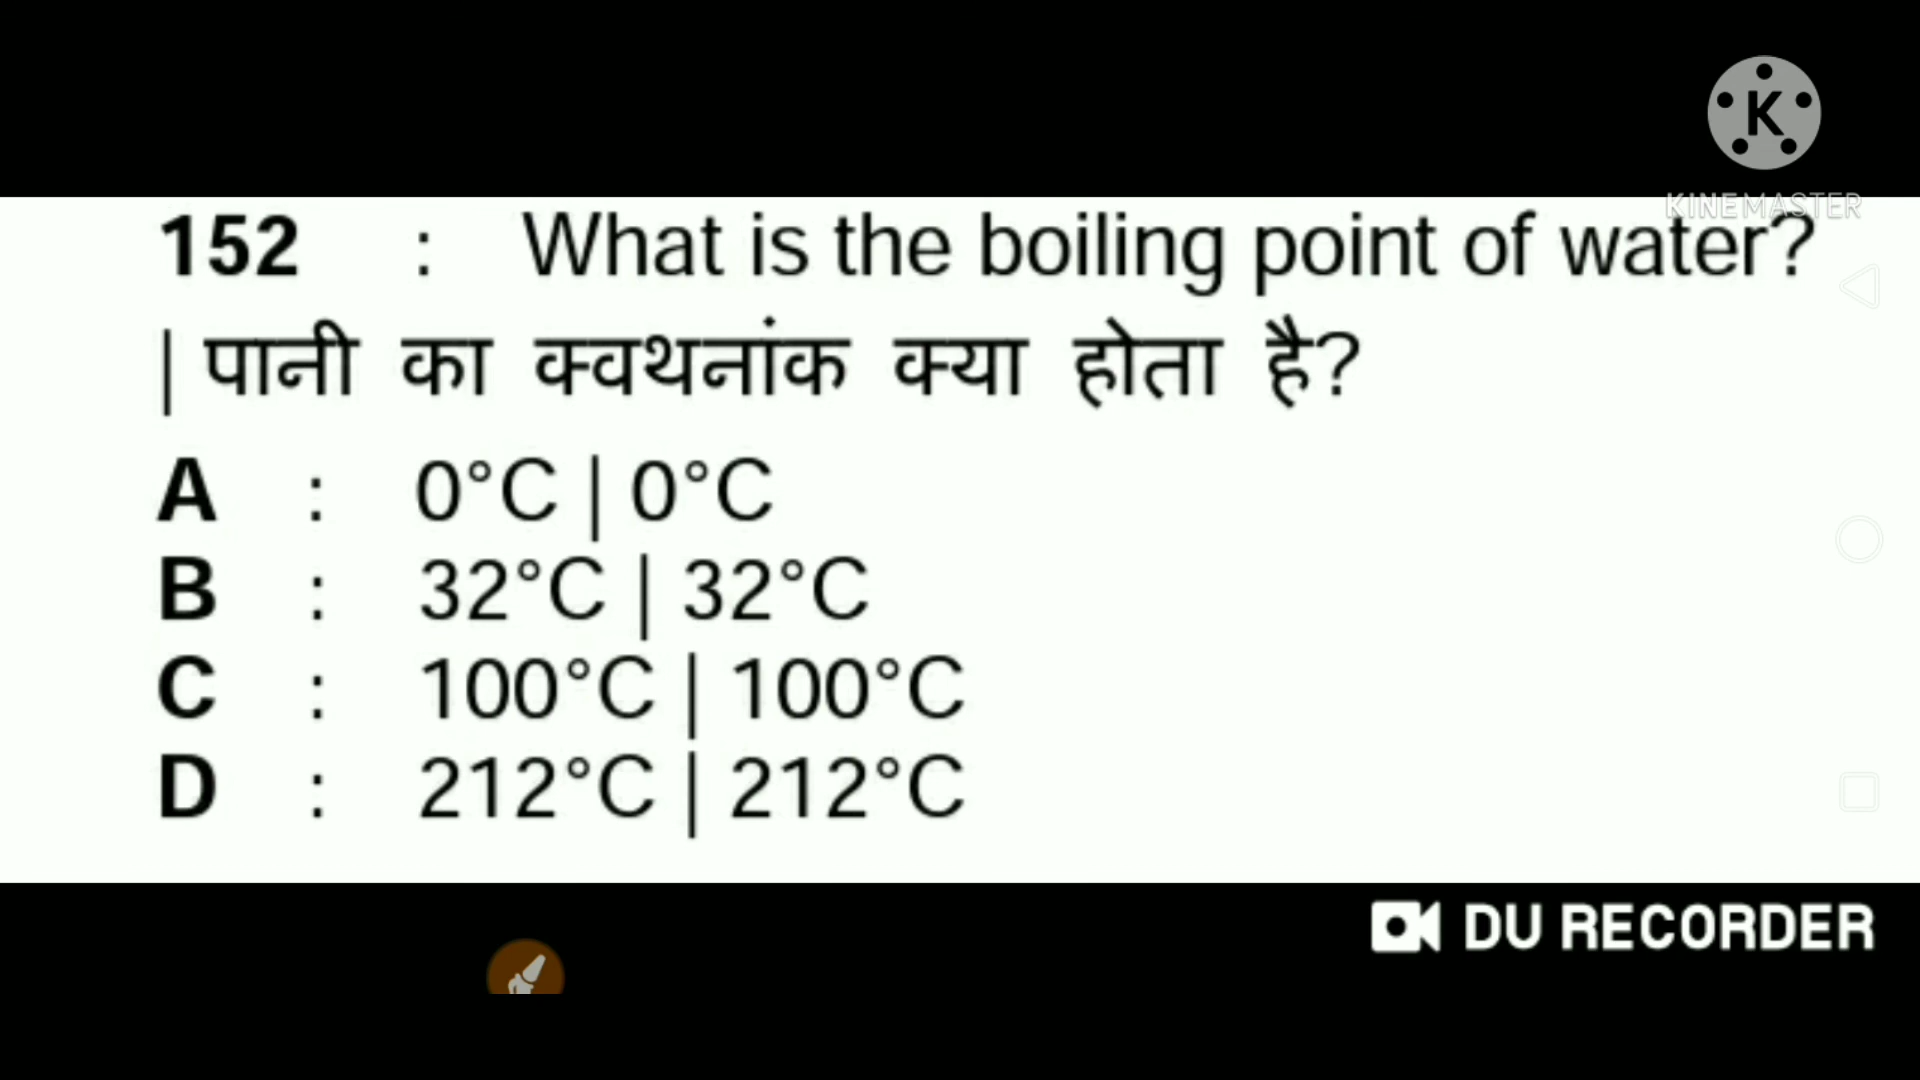 K
KINEMASTER
152 : What is the boiling point of water?
| पानी का क्वथनांक क्या होता है?
A : 0°C | 0°C
B : 32°C | 32°C
C : 100°C | 100°C
D : 212°C | 212°C
DU RECORDER